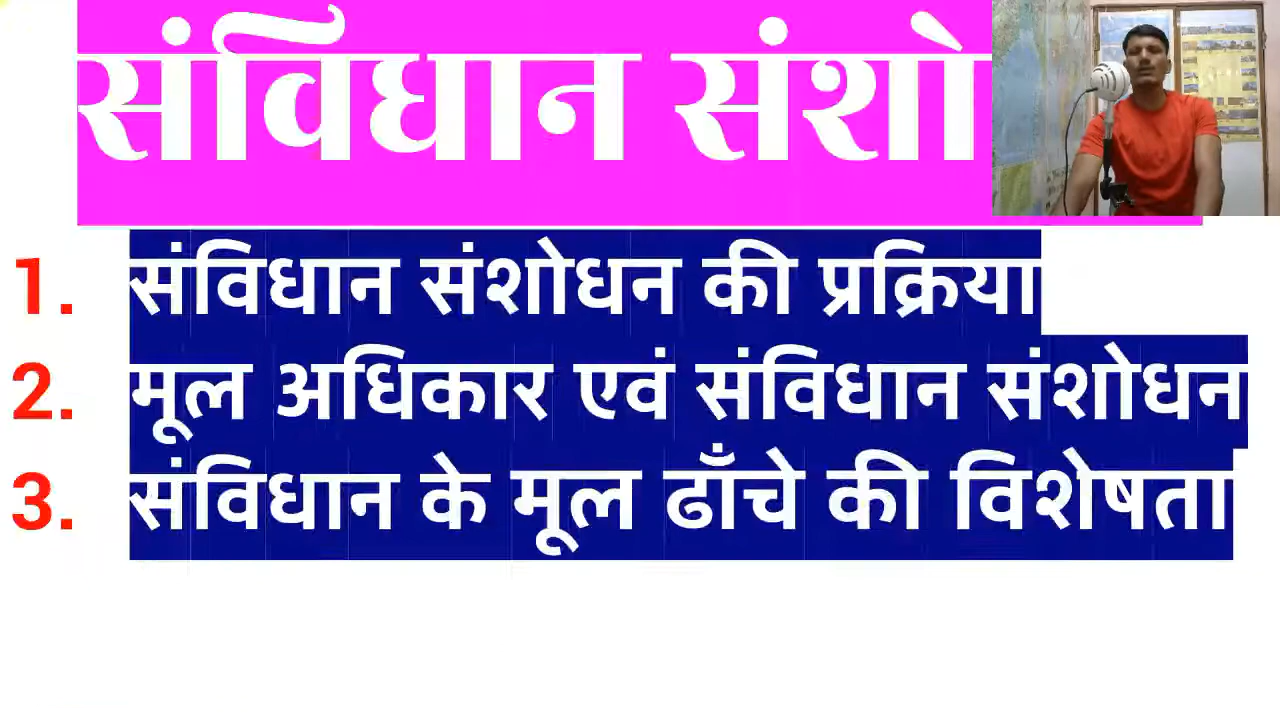 संविधान संशो
1. संविधान संशोधन की प्रक्रिया
2. मूल अधिकार एवं संविधान संशोधन
3. संविधान के मूल ढाँचे की विशेषता